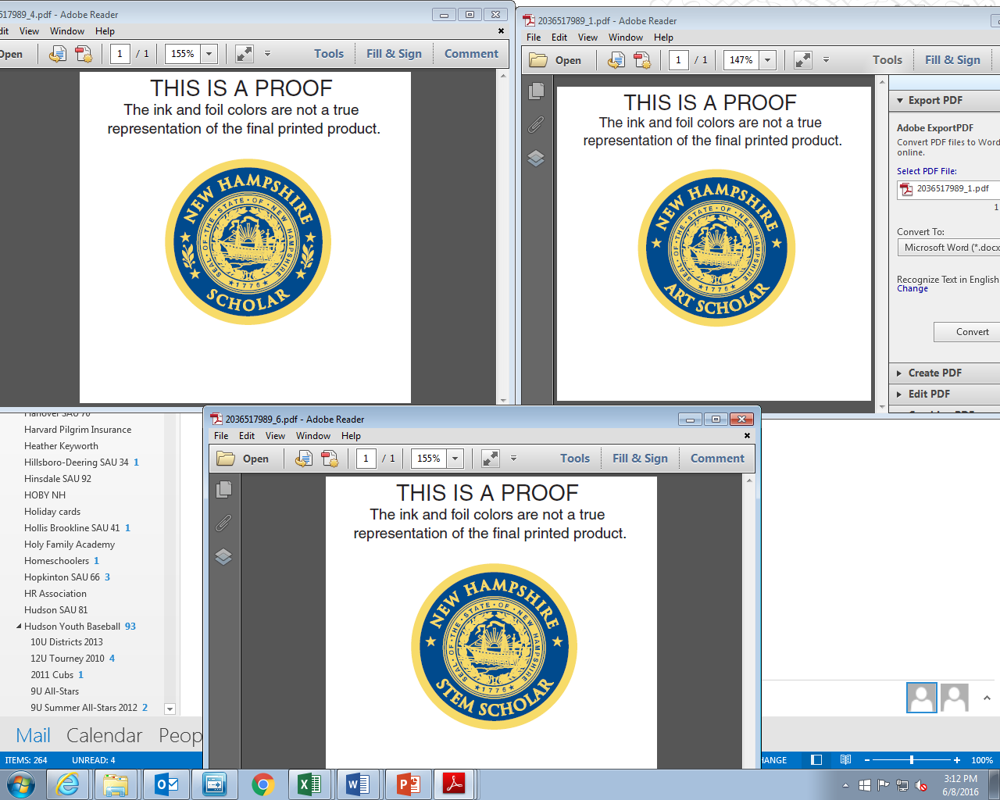 517989_4.pdf - Adobe Reader
dit View Window Help
Open 1 / 1 155% Tools Fill & Sign Comment
THIS IS A PROOF
The ink and foil colors are not a true
representation of the final printed product.
NEW HAMPSHIRE
SEAL · OF · THE · STATE · OF · NEW HAMPSHIRE
1776
SCHOLAR
2036517989_1.pdf - Adobe Reader
File Edit View Window Help
Open 1 / 1 147% Tools Fill & Sign
THIS IS A PROOF
The ink and foil colors are not a true
representation of the final printed product.
NEW HAMPSHIRE
SEAL · OF · THE · STATE · OF · NEW HAMPSHIRE
1776
ART SCHOLAR
Export PDF
Adobe ExportPDF
Convert PDF files to Word
online.
Select PDF File:
2036517989_1.pdf
1
Convert To:
Microsoft Word (*.docx
Recognize Text in English
Change
Convert
Create PDF
Edit PDF
Hanover SAU 70
Harvard Pilgrim Insurance
Heather Keyworth
Hillsboro-Deering SAU 34 1
Hinsdale SAU 92
HOBY NH
Holiday cards
Hollis Brookline SAU 41 1
Holy Family Academy
Homeschoolers 1
Hopkinton SAU 66 3
HR Association
Hudson SAU 81
Hudson Youth Baseball 93
10U Districts 2013
12U Tourney 2010 4
2011 Cubs 1
9U All-Stars
9U Summer All-Stars 2012 2
Mail Calendar Peop
ITEMS: 264 UNREAD: 4
2036517989_6.pdf - Adobe Reader
File Edit View Window Help
Open 1 / 1 155% Tools Fill & Sign Comment
THIS IS A PROOF
The ink and foil colors are not a true
representation of the final printed product.
NEW HAMPSHIRE
SEAL · OF · THE · STATE · OF · NEW HAMPSHIRE
1776
STEM SCHOLAR
HANGE 100%
3:12 PM
6/8/2016